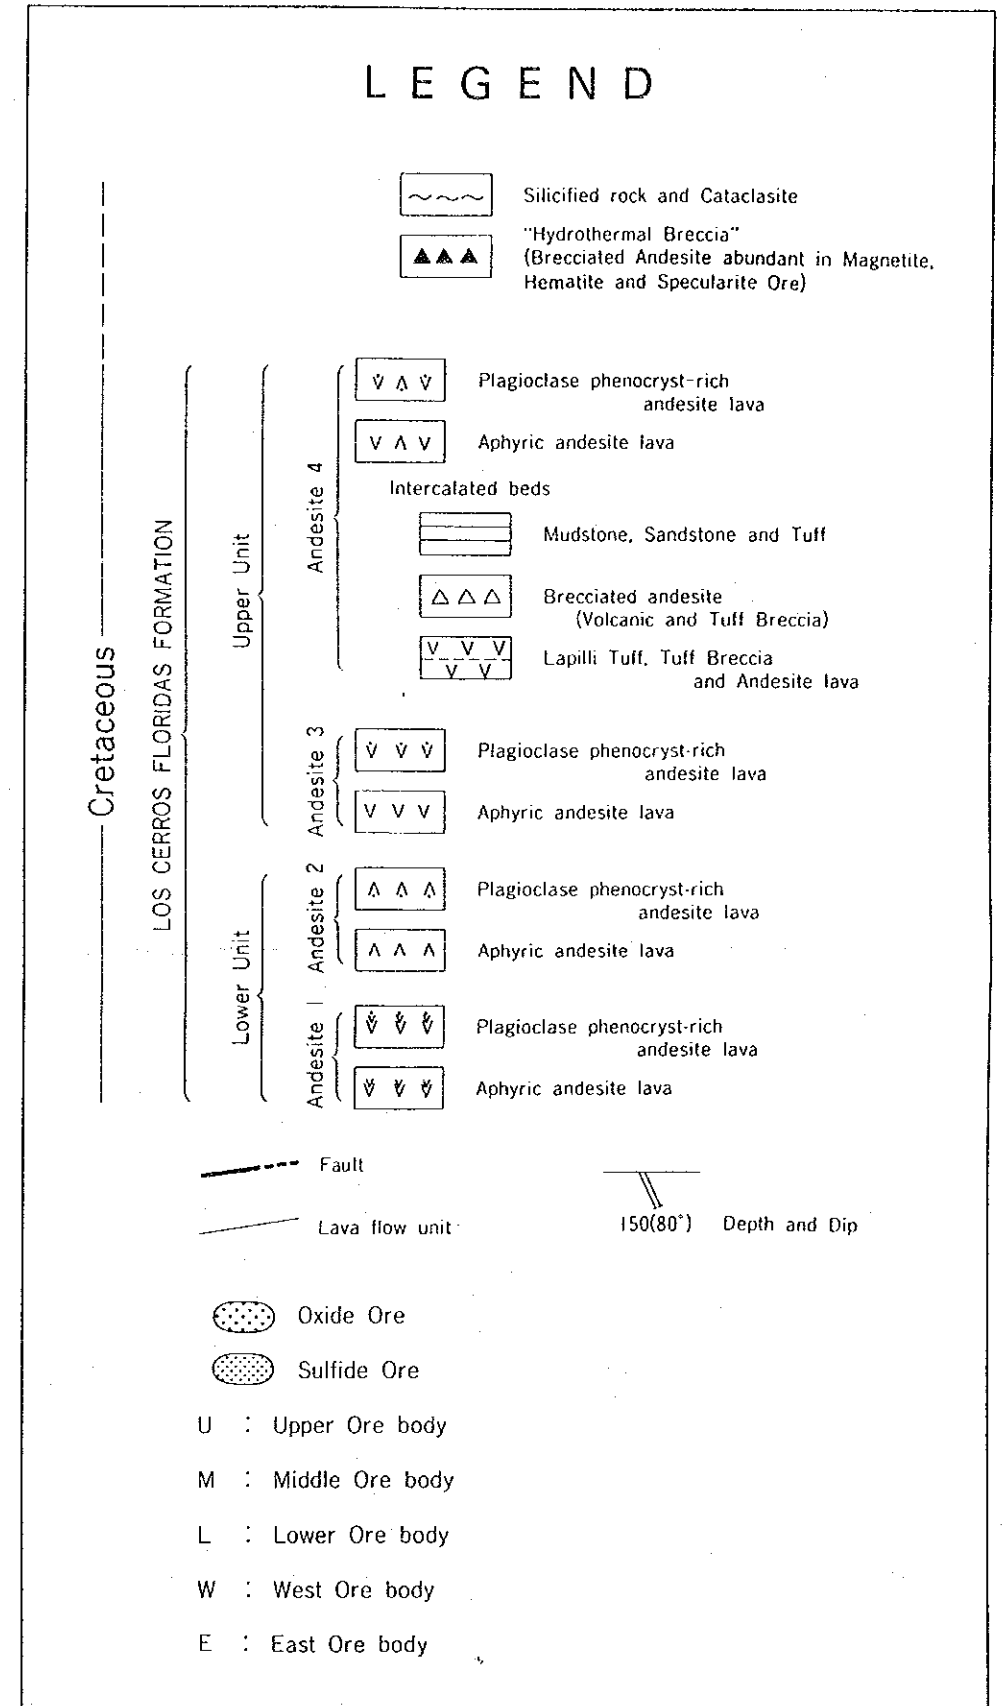 LEGEND
Silicified rock and Cataclasite
"Hydrothermal Breccia"
(Brecciated Andesite abundant in Magnetite,
Hematite and Specularite Ore)
Cretaceous
LOS CERROS FLORIDAS FORMATION
Upper Unit
Andesite 4
Plagioclase phenocryst-rich
andesite lava
Aphyric andesite lava
Intercalated beds
Mudstone, Sandstone and Tuff
Brecciated andesite
(Volcanic and Tuff Breccia)
Lapilli Tuff, Tuff Breccia
and Andesite lava
Andesite 3
Plagioclase phenocryst-rich
andesite lava
Aphyric andesite lava
Lower Unit
Andesite 2
Plagioclase phenocryst-rich
andesite lava
Aphyric andesite lava
Andesite 1
Plagioclase phenocryst-rich
andesite lava
Aphyric andesite lava
Fault
Lava flow unit
150(80°) Depth and Dip
Oxide Ore
Sulfide Ore
U : Upper Ore body
M : Middle Ore body
L : Lower Ore body
W : West Ore body
E : East Ore body